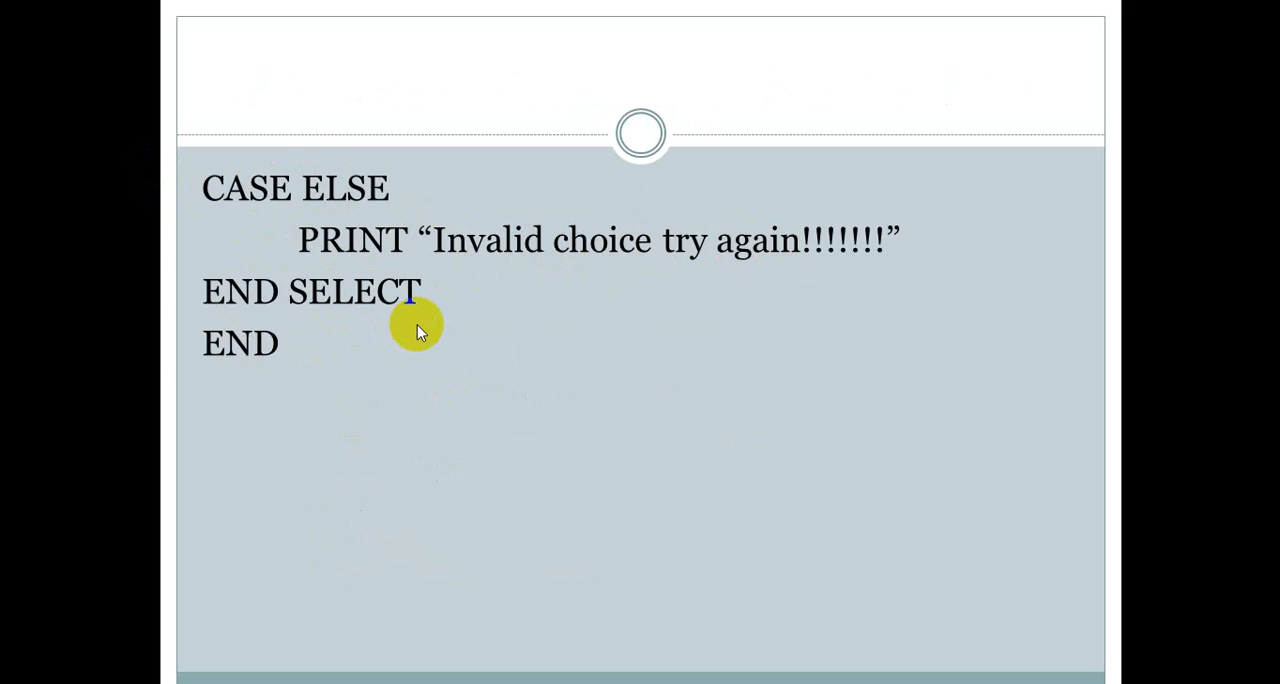 CASE ELSE
PRINT “Invalid choice try again!!!!!!!”
END SELECT
END